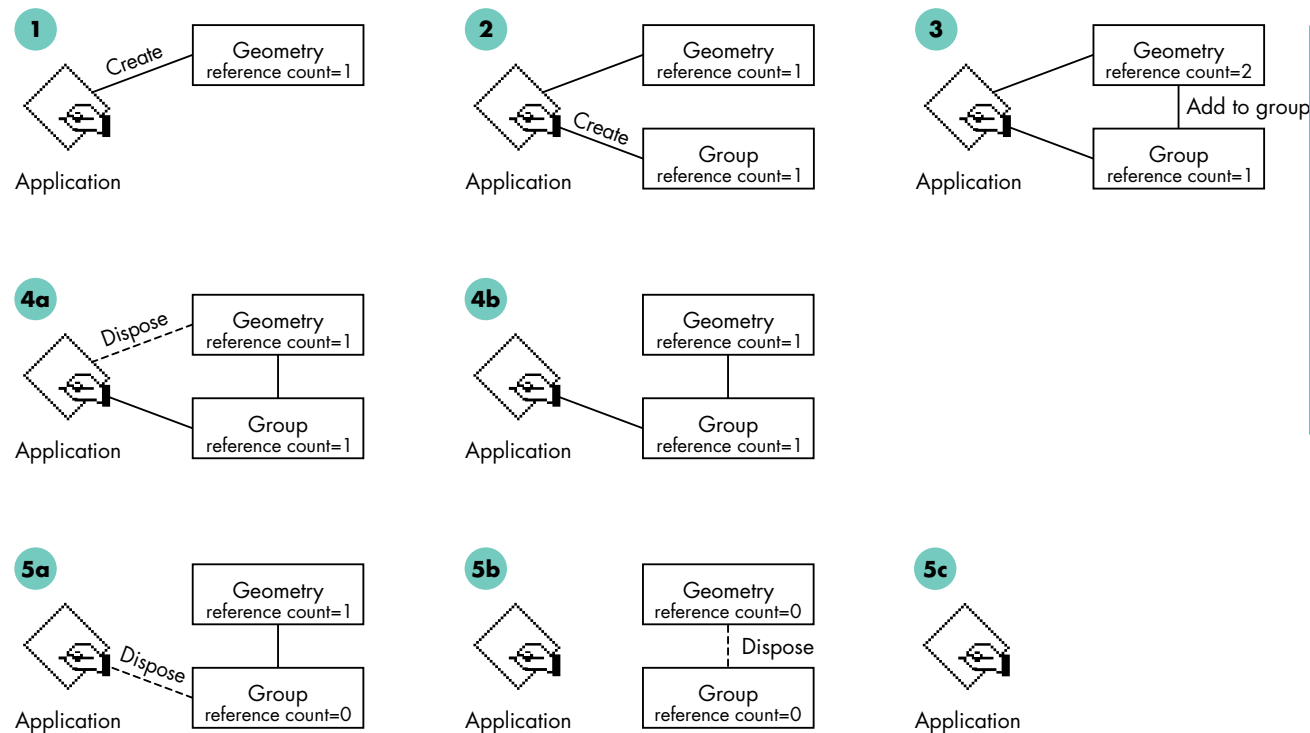 1
Create
Geometry
reference count=1
Application
2
Geometry
reference count=1
Create
Group
reference count=1
Application
3
Geometry
reference count=2
Add to group
Group
reference count=1
Application
4a
Dispose
Geometry
reference count=1
Group
reference count=1
Application
4b
Geometry
reference count=1
Group
reference count=1
Application
5a
Geometry
reference count=1
Dispose
Group
reference count=0
Application
5b
Geometry
reference count=0
Dispose
Group
reference count=0
Application
5c
Application